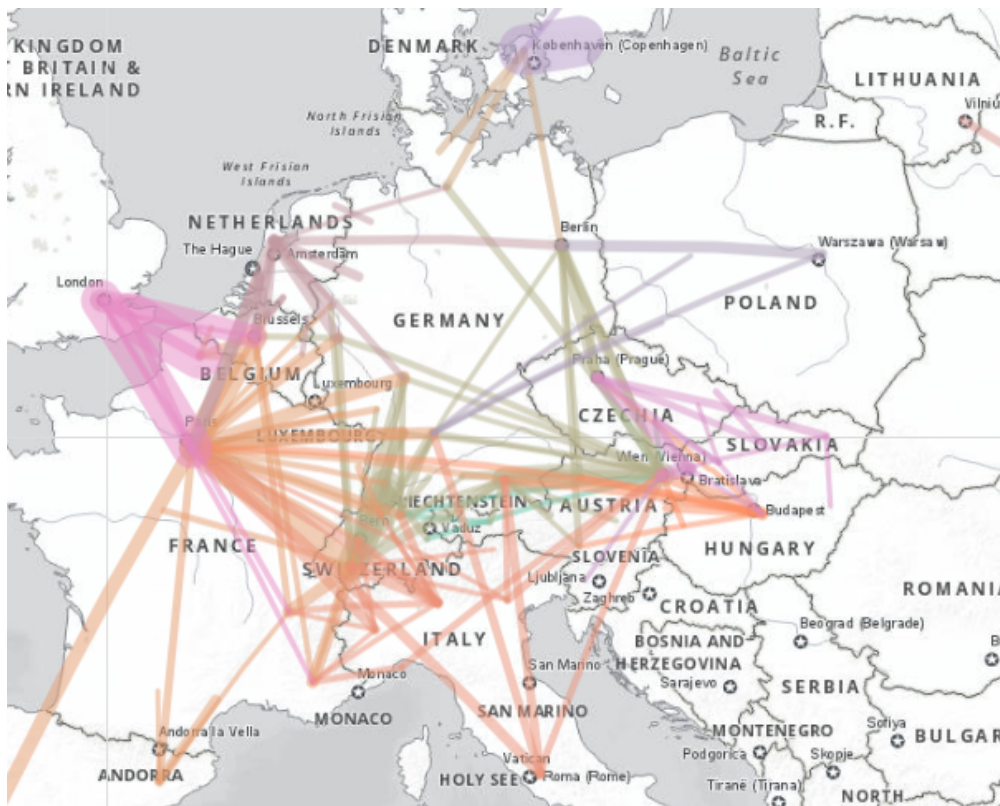 KINGDOM
BRITAIN &
RN IRELAND
DENMARK
København (Copenhagen)
Baltic
Sea
LITHUANIA
Vilniu
R.F.
North Frisian
Islands
West Frisian
Islands
NETHERLANDS
The Hague
Amsterdam
Berlin
Warszawa (Warsaw)
London
POLAND
Brussels
GERMANY
BELGIUM
Luxembourg
Praha (Prague)
CZECHIA
Paris
LUXEMBOURG
SLOVAKIA
Wien (Vienna)
Bratislava
LIECHTENSTEIN
AUSTRIA
Budapest
Bern
Vaduz
FRANCE
SWITZERLAND
SLOVENIA
HUNGARY
Ljubljana
Zaghreb
CROATIA
ROMANIA
ITALY
BOSNIA AND
HERZEGOVINA
Beograd (Belgrade)
B
San Marino
Sarajevo
SERBIA
Monaco
MONACO
SAN MARINO
MONTENEGRO
Sofiya
BULGAR
Andorra la Vella
Podgorica
Skopje
ANDORRA
Vatican
HOLY SEE
Roma (Rome)
Tiranë (Tirana)
NORTH